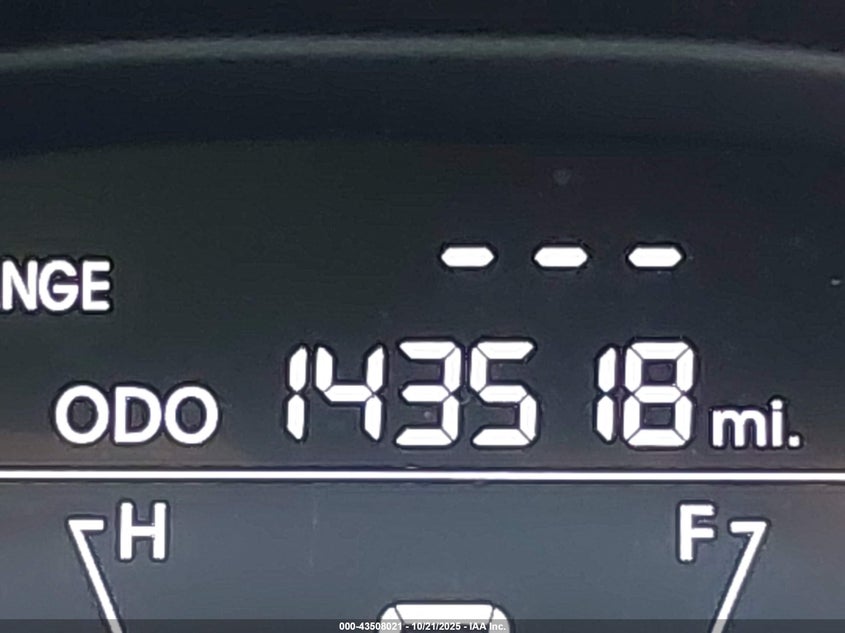 NGE - - -
ODO 143518 mi.
H F
000-43508021 - 10/21/2025 - IAA Inc.